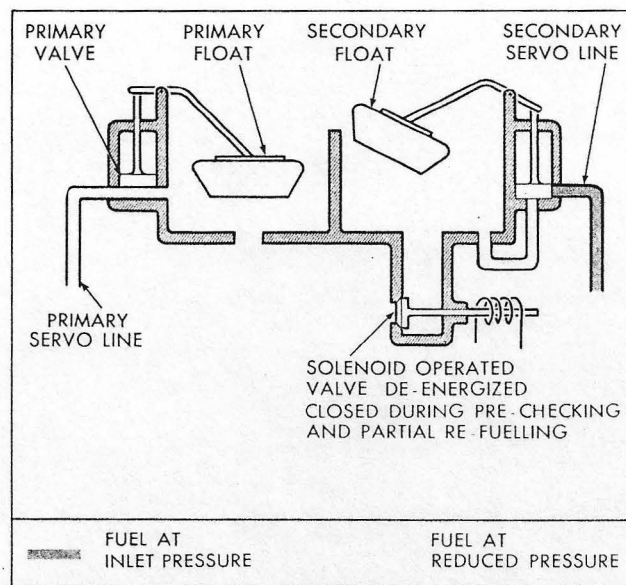 PRIMARY VALVE
PRIMARY FLOAT
SECONDARY FLOAT
SECONDARY SERVO LINE
PRIMARY SERVO LINE
SOLENOID OPERATED
VALVE DE-ENERGIZED
CLOSED DURING PRE-CHECKING
AND PARTIAL RE-FUELLING
FUEL AT
INLET PRESSURE
FUEL AT
REDUCED PRESSURE